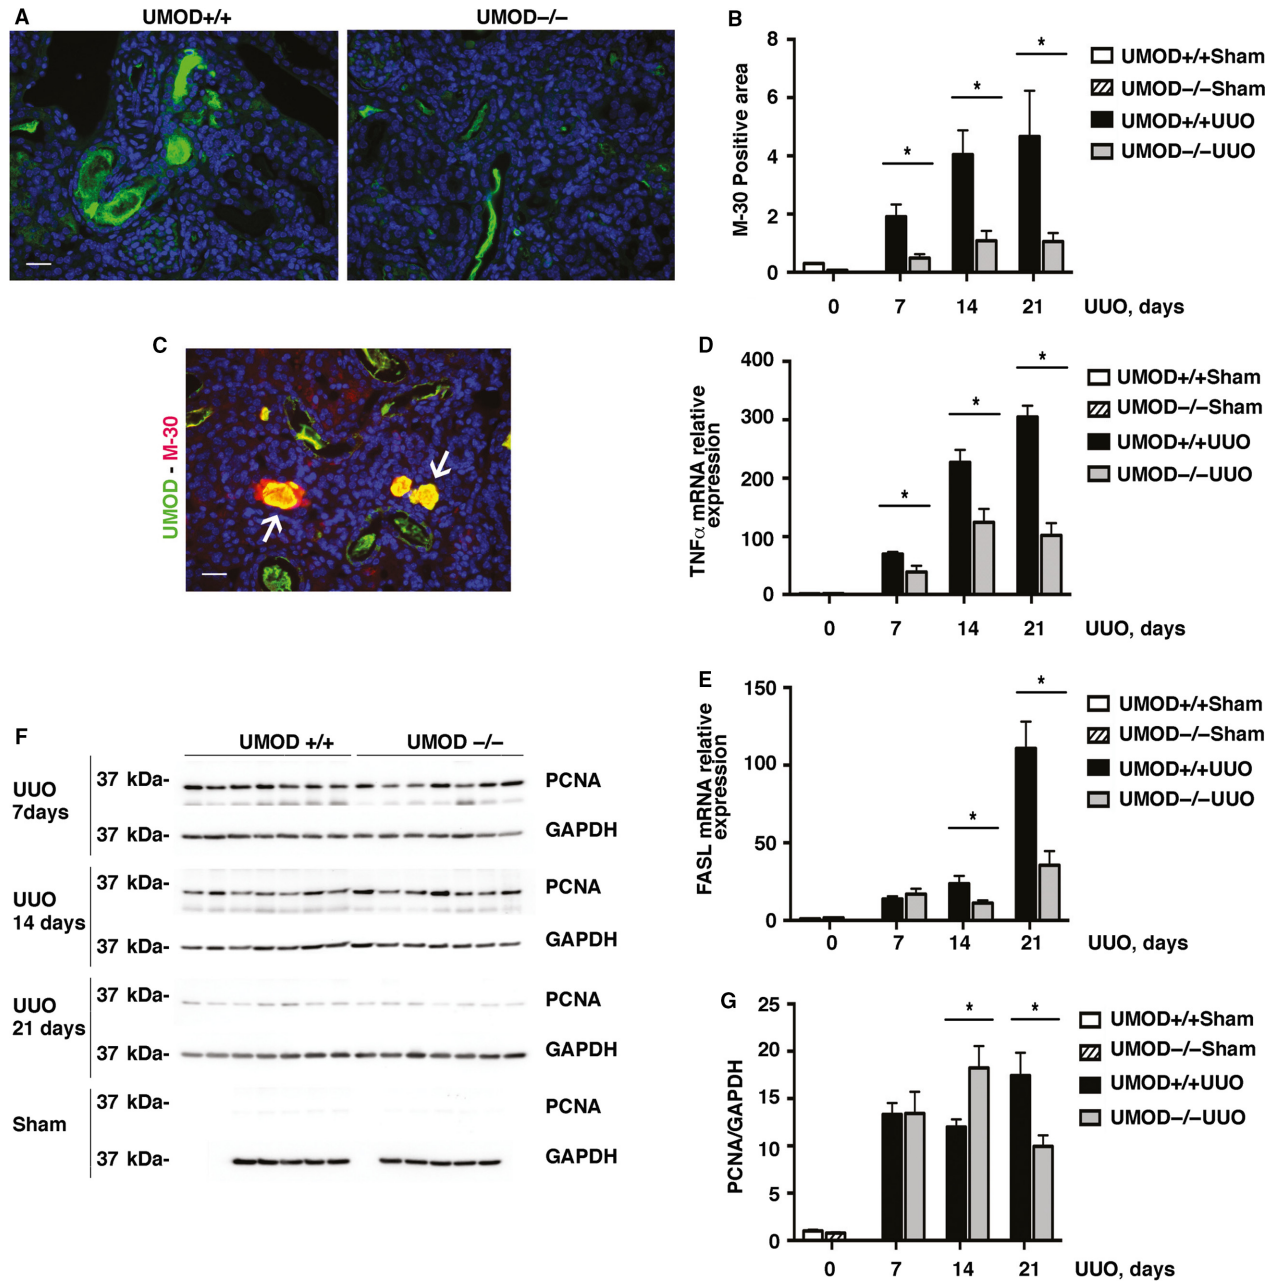 A
UMOD+/+
UMOD–/–
B
M-30 Positive area
8
6
4
2
0
0
7
14
21
UUO, days
*
*
*
UMOD+/+Sham
UMOD–/–Sham
UMOD+/+UUO
UMOD–/–UUO
C
UMOD - M-30
D
TNFα mRNA relative
expression
400
300
200
100
0
0
7
14
21
UUO, days
*
*
*
UMOD+/+Sham
UMOD–/–Sham
UMOD+/+UUO
UMOD–/–UUO
E
FASL mRNA relative
expression
150
100
50
0
0
7
14
21
UUO, days
*
*
UMOD+/+Sham
UMOD–/–Sham
UMOD+/+UUO
UMOD–/–UUO
F
UMOD +/+
UMOD –/–
UUO
7days
37 kDa-
PCNA
37 kDa-
GAPDH
UUO
14 days
37 kDa-
PCNA
37 kDa-
GAPDH
UUO
21 days
37 kDa-
PCNA
37 kDa-
GAPDH
Sham
37 kDa-
PCNA
37 kDa-
GAPDH
G
PCNA/GAPDH
25
20
15
10
5
0
0
7
14
21
UUO, days
*
*
UMOD+/+Sham
UMOD–/–Sham
UMOD+/+UUO
UMOD–/–UUO